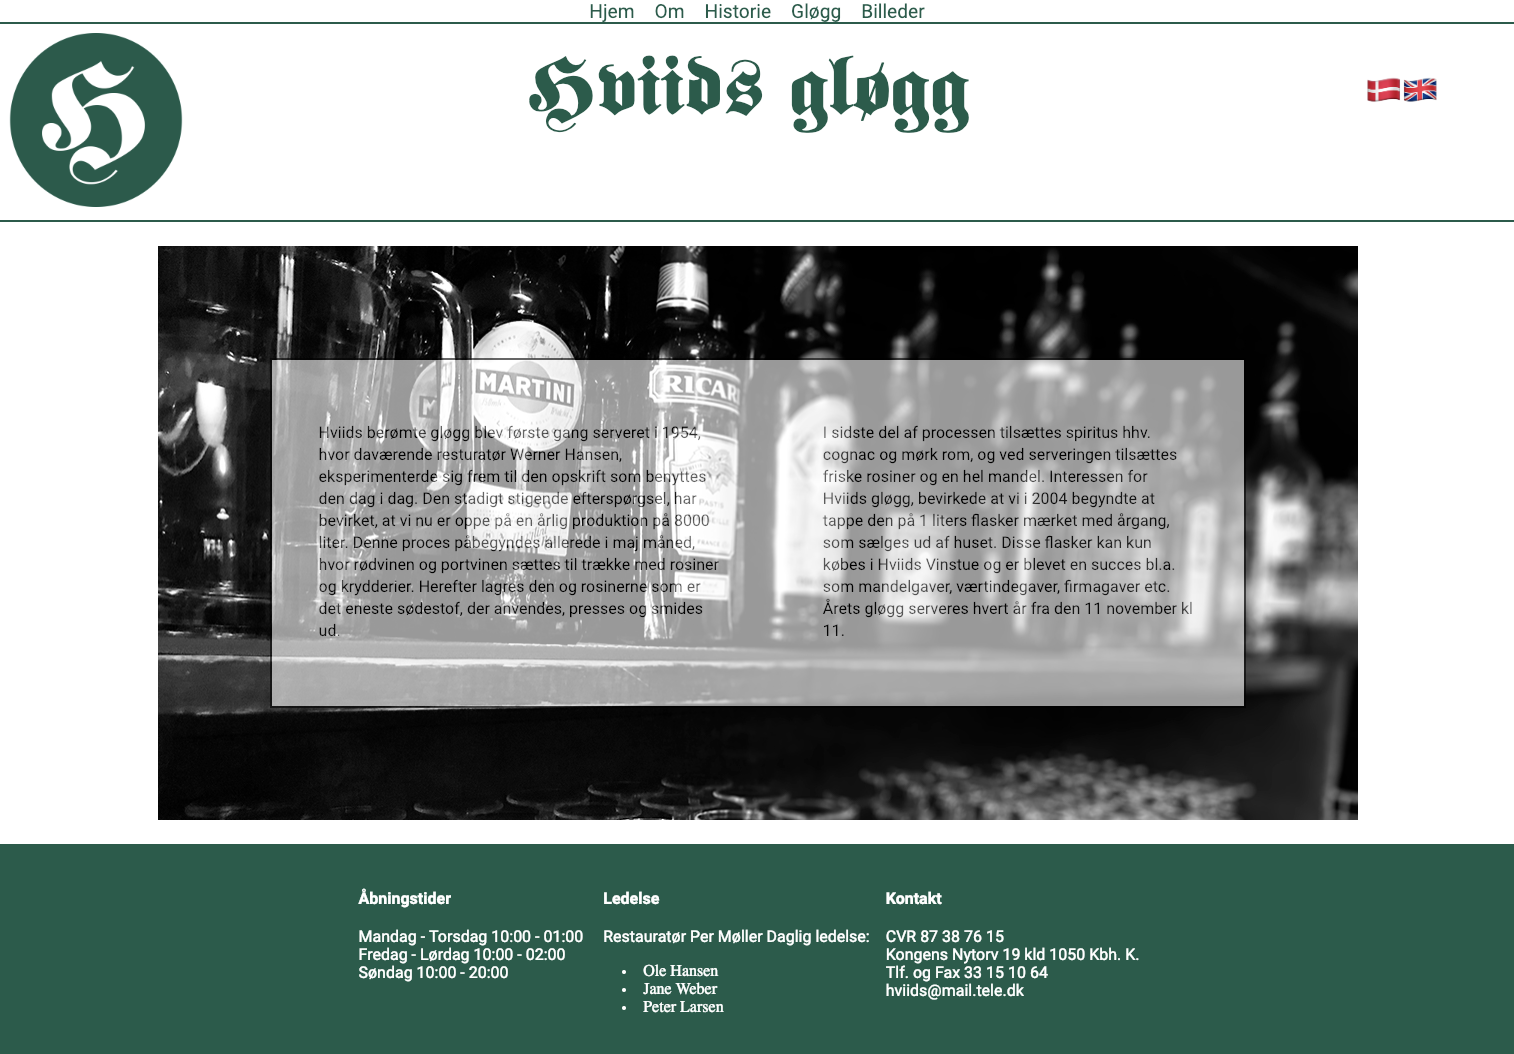 Hjem Om Historie Gløgg Billeder
H
Hviids gløgg
MARTINI
RICAR
Hviids berømte gløgg blev første gang serveret i 1954,
hvor daværende resturatør Werner Hansen,
eksperimenterde sig frem til den opskrift som benyttes
den dag i dag. Den stadigt stigende efterspørgsel, har
bevirket, at vi nu er oppe på en årlig produktion på 8000
liter. Denne proces påbegyndes allerede i maj måned,
hvor rødvinen og portvinen sættes til trække med rosiner
og krydderier. Herefter lagres den og rosinerne som er
det eneste sødestof, der anvendes, presses og smides
ud.
I sidste del af processen tilsættes spiritus hhv.
cognac og mørk rom, og ved serveringen tilsættes
friske rosiner og en hel mandel. Interessen for
Hviids gløgg, bevirkede at vi i 2004 begyndte at
tappe den på 1 liters flasker mærket med årgang,
som sælges ud af huset. Disse flasker kan kun
købes i Hviids Vinstue og er blevet en succes bl.a.
som mandelgaver, værtindegaver, firmagaver etc.
Årets gløgg serveres hvert år fra den 11 november kl
11.
Åbningstider
Mandag - Torsdag 10:00 - 01:00
Fredag - Lørdag 10:00 - 02:00
Søndag 10:00 - 20:00
Ledelse
Restauratør Per Møller Daglig ledelse:
• Ole Hansen
• Jane Weber
• Peter Larsen
Kontakt
CVR 87 38 76 15
Kongens Nytorv 19 kld 1050 Kbh. K.
Tlf. og Fax 33 15 10 64
hviids@mail.tele.dk